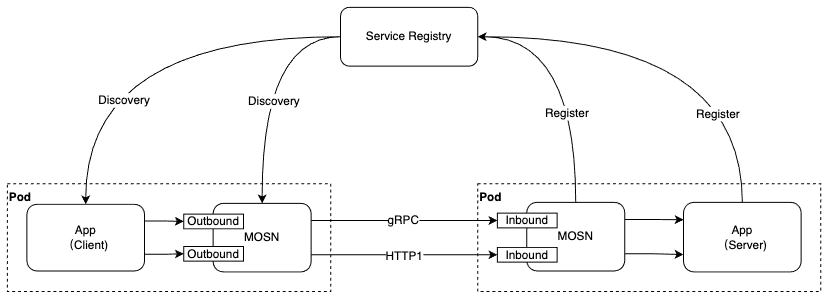 Service Registry
Discovery
Discovery
Register
Register
Pod
App
(Client)
Outbound
Outbound
MOSN
gRPC
HTTP1
Pod
Inbound
Inbound
MOSN
App
(Server)